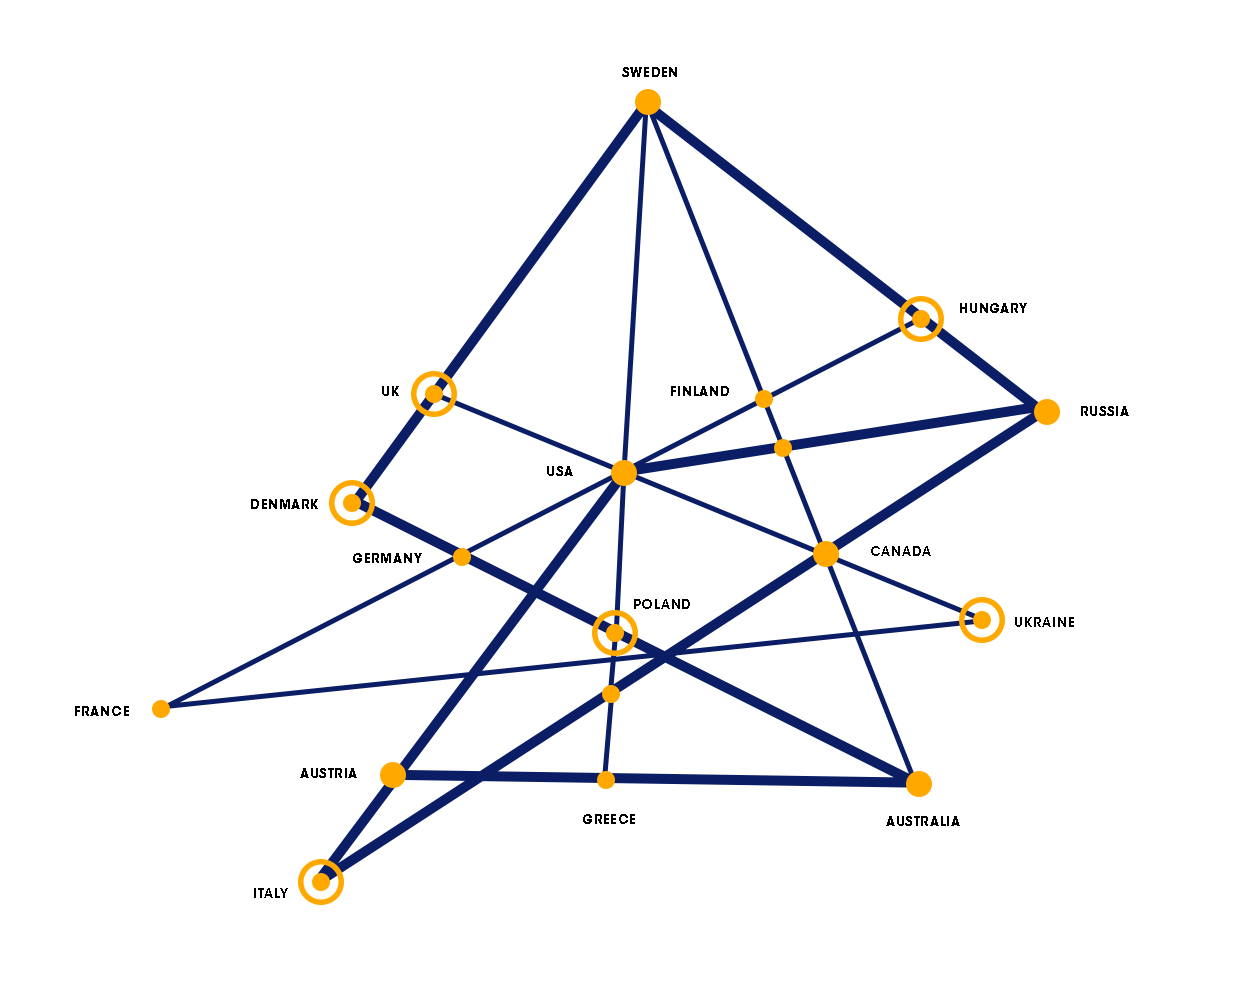 SWEDEN
HUNGARY
UK
FINLAND
RUSSIA
USA
DENMARK
CANADA
GERMANY
POLAND
UKRAINE
FRANCE
AUSTRIA
GREECE
AUSTRALIA
ITALY